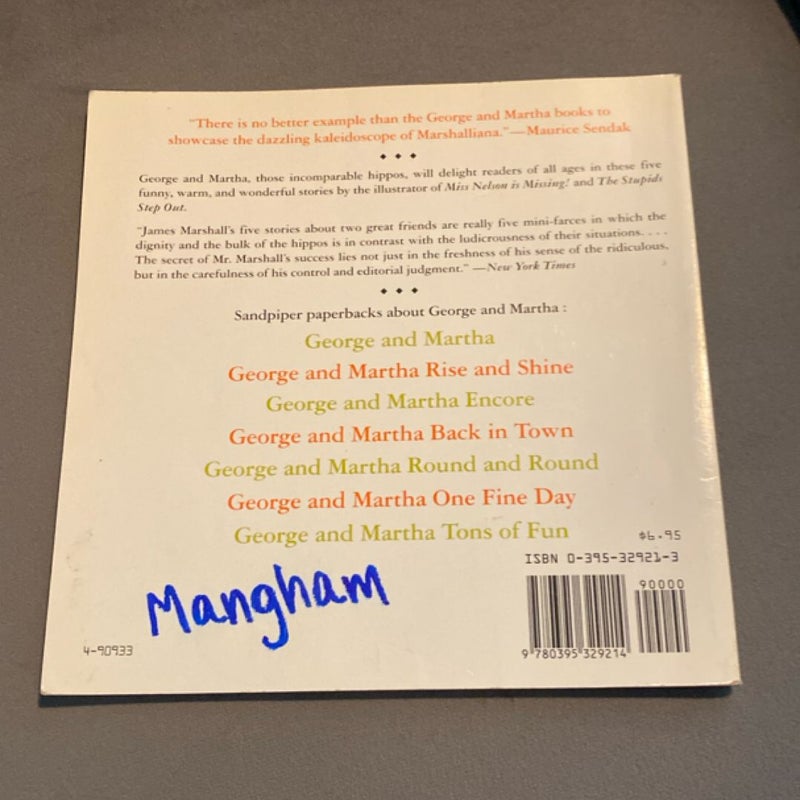 "There is no better example than the George and Martha books to
showcase the dazzling kaleidoscope of Marshalliana."—Maurice Sendak
George and Martha, those incomparable hippos, will delight readers of all ages in these five
funny, warm, and wonderful stories by the illustrator of Miss Nelson is Missing! and The Stupids
Step Out.
"James Marshall's five stories about two great friends are really five mini-farces in which the
dignity and the bulk of the hippos is in contrast with the ludicrousness of their situations. . . .
The secret of Mr. Marshall's success lies not just in the freshness of his sense of the ridiculous,
but in the carefulness of his control and editorial judgment." —New York Times
Sandpiper paperbacks about George and Martha :
George and Martha
George and Martha Rise and Shine
George and Martha Encore
George and Martha Back in Town
George and Martha Round and Round
George and Martha One Fine Day
George and Martha Tons of Fun
$6.95
ISBN 0-395-32921-3
90000
Mangham
4-90933
9 780395 329214